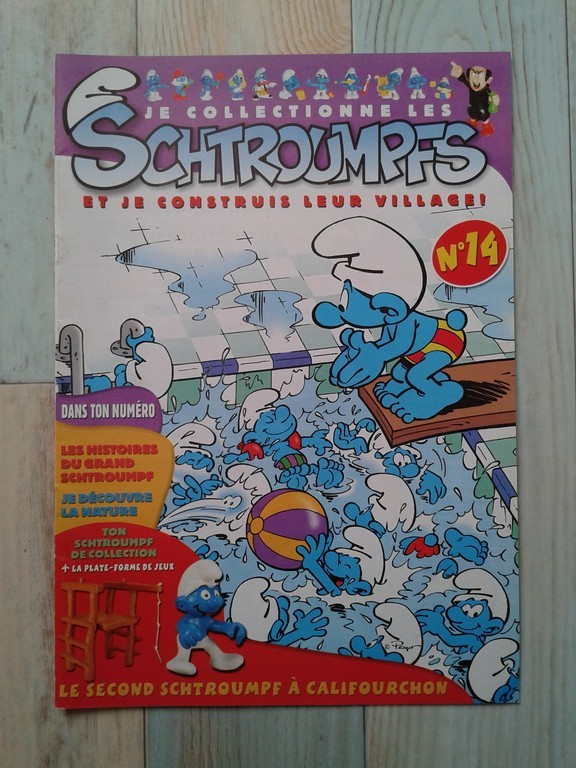 JE COLLECTIONNE LES
SCHTROUMPFS
ET JE CONSTRUIS LEUR VILLAGE!
N°14
DANS TON NUMÉRO
LES HISTOIRES
DU GRAND
SCHTROUMPF
JE DÉCOUVRE
LA NATURE
TON
SCHTROUMPF
DE COLLECTION
+ LA PLATE-FORME DE JEUX
© Peyo
LE SECOND SCHTROUMPF À CALIFOURCHON